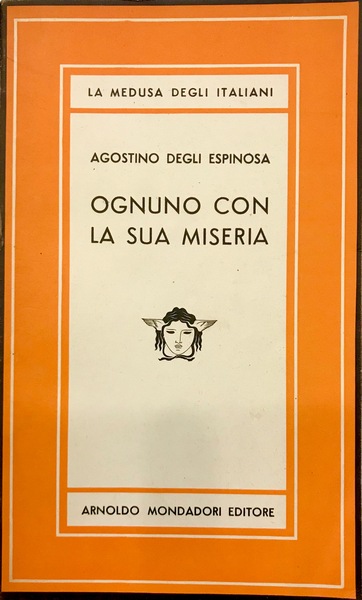 LA MEDUSA DEGLI ITALIANI
AGOSTINO DEGLI ESPINOSA
OGNUNO CON
LA SUA MISERIA
ARNOLDO MONDADORI EDITORE